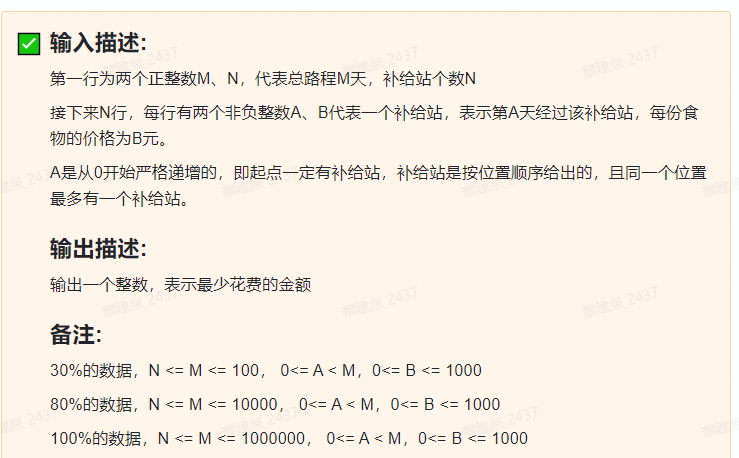 输入描述:
第一行为两个正整数M、N，代表总路程M天，补给站个数N
接下来N行，每行有两个非负整数A、B代表一个补给站，表示第A天经过该补给站，每份食
物的价格为B元。
A是从0开始严格递增的，即起点一定有补给站，补给站是按位置顺序给出的，且同一个位置
最多有一个补给站。
输出描述:
输出一个整数，表示最少花费的金额
备注:
30%的数据，N <= M <= 100， 0<= A < M，0<= B <= 1000
80%的数据，N <= M <= 10000， 0<= A < M，0<= B <= 1000
100%的数据，N <= M <= 1000000， 0<= A < M，0<= B <= 1000